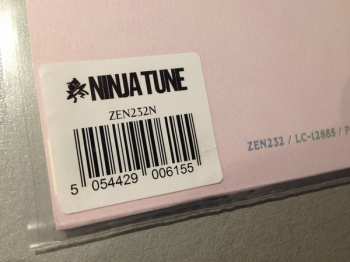 NINJA TUNE
ZEN232N
5 054429 006155
ZEN232 / LC-12885 / P